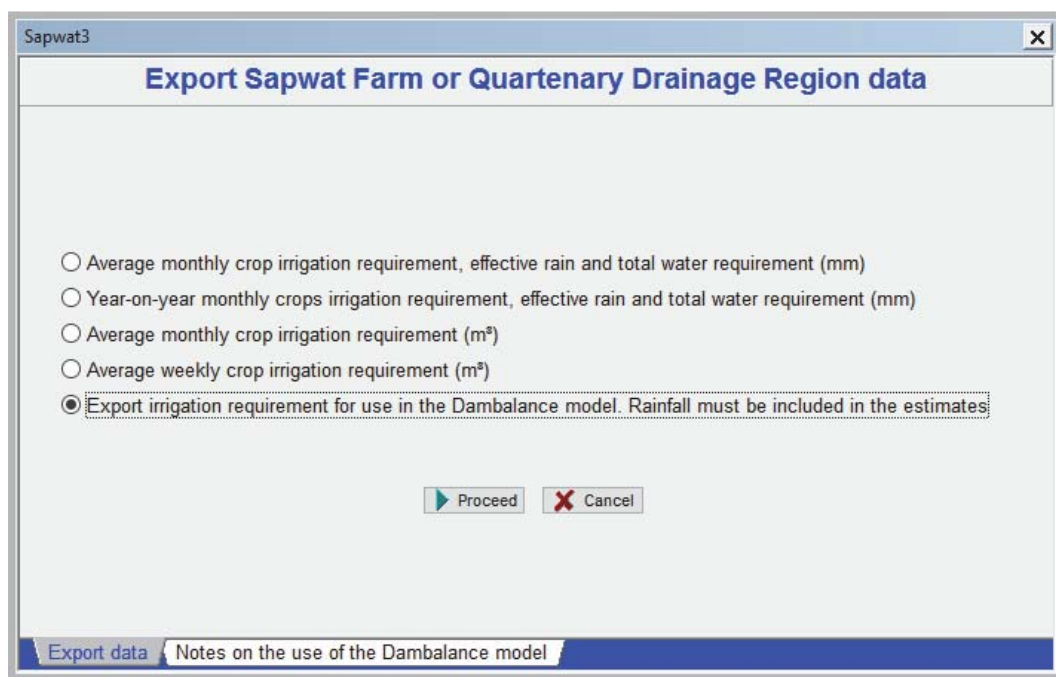 Sapwat3
Export Sapwat Farm or Quartenary Drainage Region data
Average monthly crop irrigation requirement, effective rain and total water requirement (mm)
Year-on-year monthly crops irrigation requirement, effective rain and total water requirement (mm)
Average monthly crop irrigation requirement (m³)
Average weekly crop irrigation requirement (m³)
Export irrigation requirement for use in the Dambalance model. Rainfall must be included in the estimates
Proceed Cancel
Export data Notes on the use of the Dambalance model